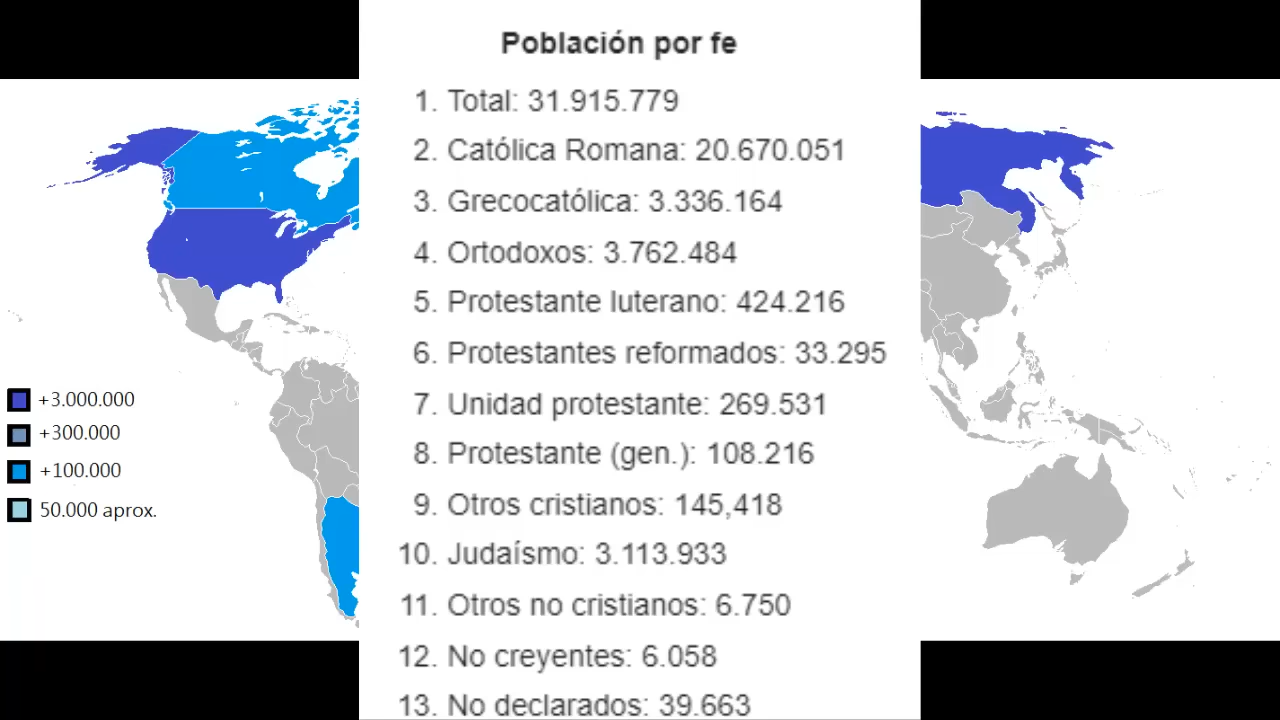 Población por fe
1. Total: 31.915.779
2. Católica Romana: 20.670.051
3. Grecocatólica: 3.336.164
4. Ortodoxos: 3.762.484
5. Protestante luterano: 424.216
6. Protestantes reformados: 33.295
7. Unidad protestante: 269.531
8. Protestante (gen.): 108.216
9. Otros cristianos: 145,418
10. Judaísmo: 3.113.933
11. Otros no cristianos: 6.750
12. No creyentes: 6.058
13. No declarados: 39.663
+3.000.000
+300.000
+100.000
50.000 aprox.